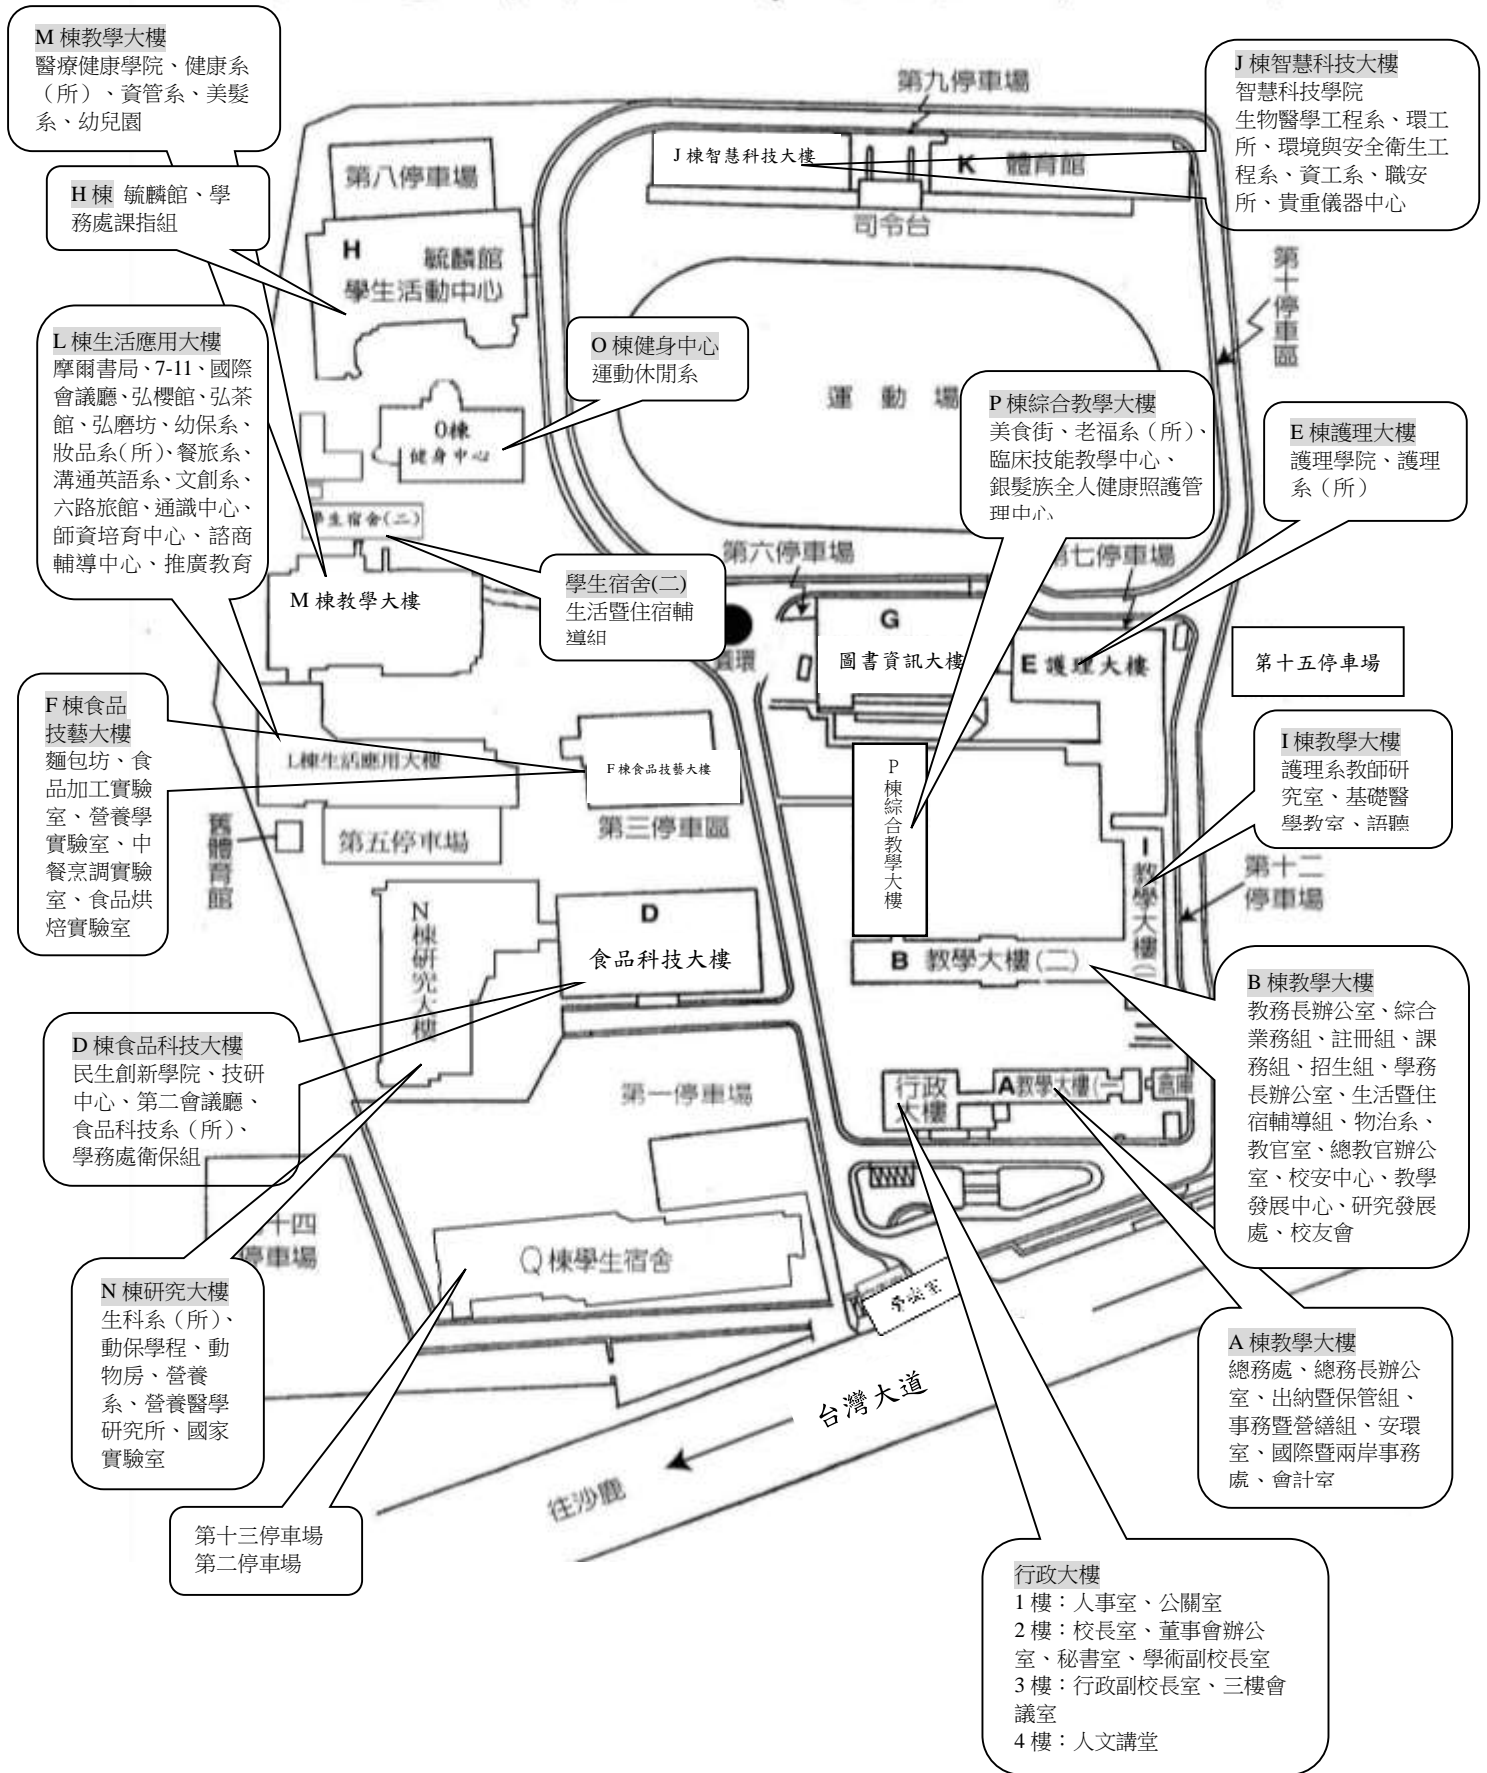 M 棟教學大樓
醫療健康學院、健康系
（所）、資管系、美髮
系、幼兒園
J 棟智慧科技大樓
智慧科技學院
生物醫學工程系、環工
所、環境與安全衛生工
程系、資工系、職安
所、貴重儀器中心
第九停車場
J 棟智慧科技大樓
K 體育館
司令台
第八停車場
H 棟 毓麟館、學
務處課指組
H 毓麟館
學生活動中心
第十停車區
L 棟生活應用大樓
摩爾書局、7-11、國際
會議廳、弘櫻館、弘茶
館、弘磨坊、幼保系、
妝品系(所)、餐旅系、
溝通英語系、文創系、
六路旅館、通識中心、
師資培育中心、諮商
輔導中心、推廣教育
O 棟健身中心
運動休閒系
O棟
健身中心
運動場
P 棟綜合教學大樓
美食街、老福系（所）、
臨床技能教學中心、
銀髮族全人健康照護管
理中心
E 棟護理大樓
護理學院、護理
系（所）
學生宿舍(二)
第六停車場
第七停車場
學生宿舍(二)
生活暨住宿輔
導組
M 棟教學大樓
G
圖書資訊大樓
E 護理大樓
圓環
第十五停車場
F 棟食品
技藝大樓
麵包坊、食
品加工實驗
室、營養學
實驗室、中
餐烹調實驗
室、食品烘
焙實驗室
L棟生活應用大樓
F 棟食品技藝大樓
第三停車區
第五停車場
舊體育館
P 棟綜合教學大樓
I 棟教學大樓
護理系教師研
究室、基礎醫
學教室、語聽
I 教學大樓(
第十二
停車場
N 棟研究大樓
D
食品科技大樓
B 教學大樓(二)
B 棟教學大樓
教務長辦公室、綜合
業務組、註冊組、課
務組、招生組、學務
長辦公室、生活暨住
宿輔導組、物治系、
教官室、總教官辦公
室、校安中心、教學
發展中心、研究發展
處、校友會
D 棟食品科技大樓
民生創新學院、技研
中心、第二會議廳、
食品科技系（所）、
學務處衛保組
第一停車場
行政
大樓
A教學大樓(一
倉庫
十四
停車場
Q棟學生宿舍
N 棟研究大樓
生科系（所）、
動保學程、動
物房、營養
系、營養醫學
研究所、國家
實驗室
A 棟教學大樓
總務處、總務長辦公
室、出納暨保管組、
事務暨營繕組、安環
室、國際暨兩岸事務
處、會計室
台灣大道
往沙鹿
第十三停車場
第二停車場
行政大樓
1 樓：人事室、公關室
2 樓：校長室、董事會辦公
室、秘書室、學術副校長室
3 樓：行政副校長室、三樓會
議室
4 樓：人文講堂